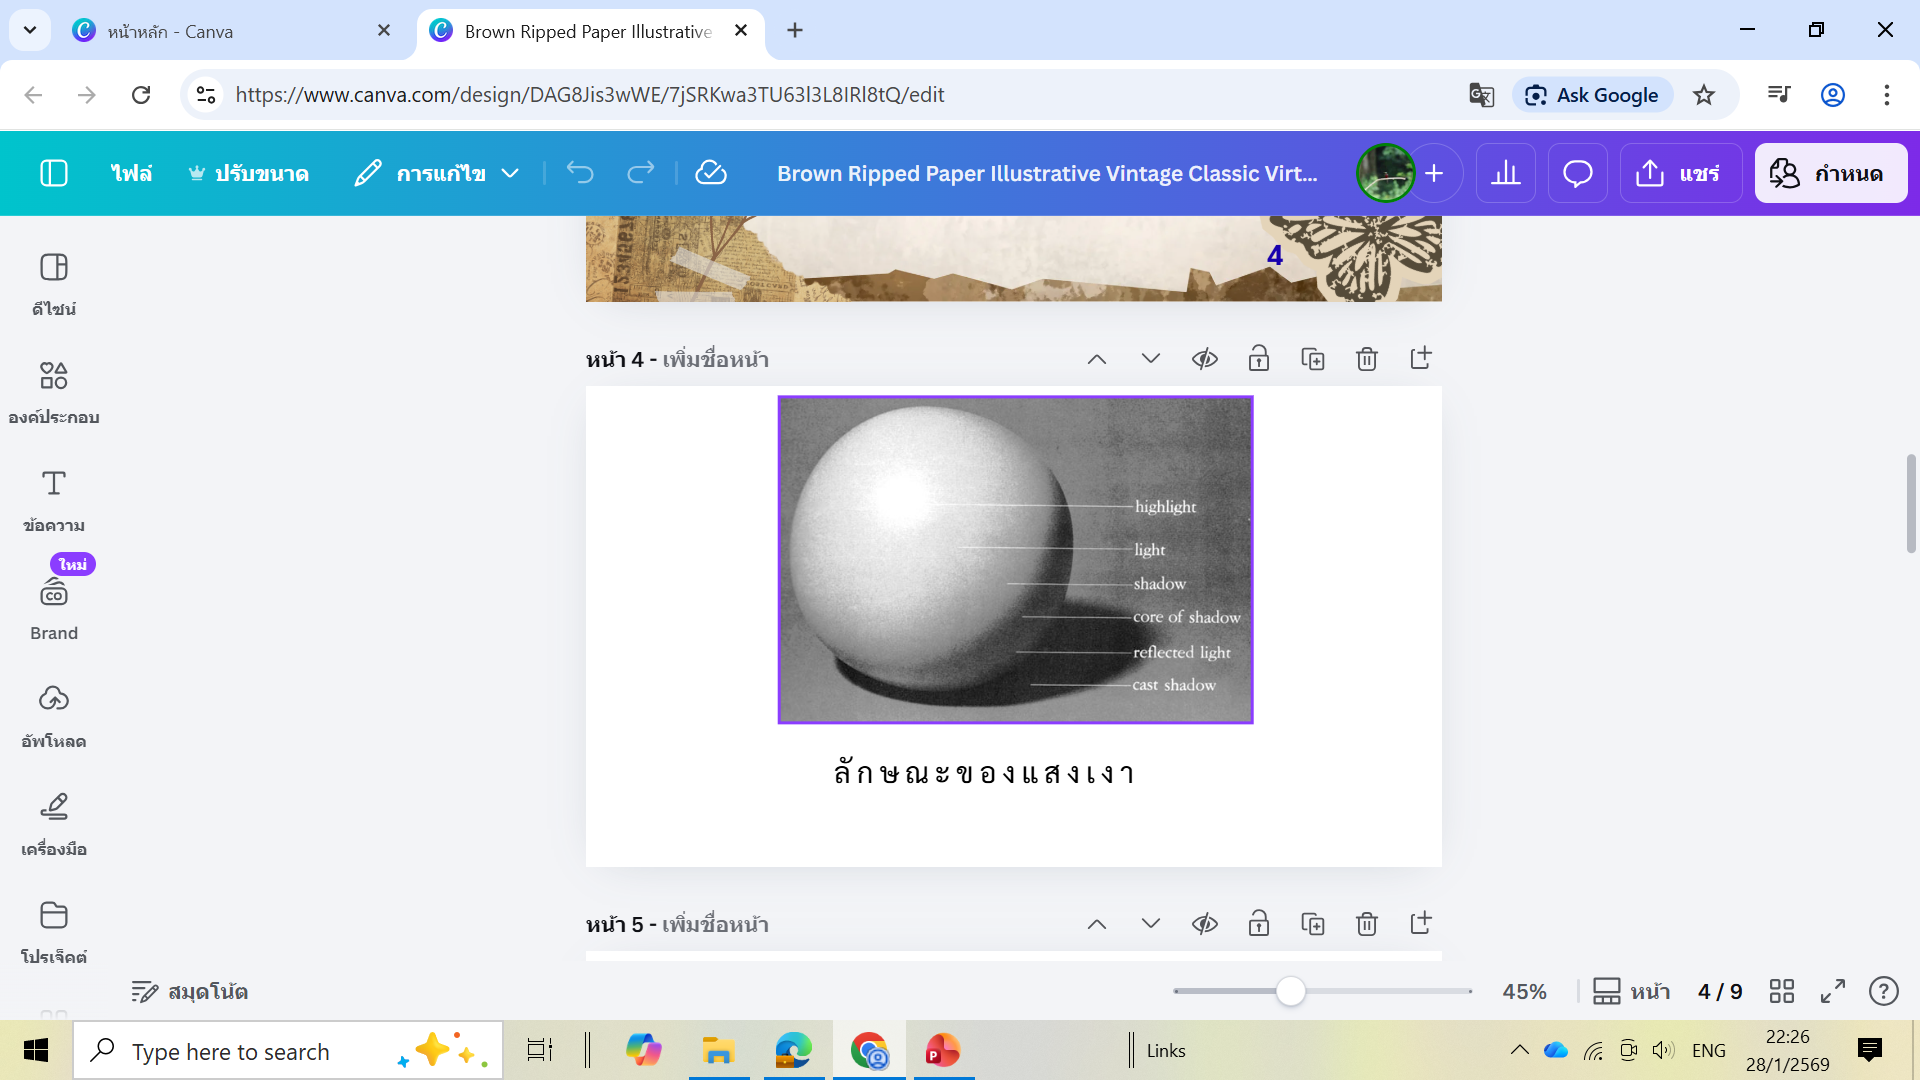 หน้าหลัก - Canva
Brown Ripped Paper Illustrative
https://www.canva.com/design/DAG8Jis3wWE/7jSRKwa3TU63l3L8IRl8tQ/edit
Ask Google
ไฟล์
ปรับขนาด
การแก้ไข
Brown Ripped Paper Illustrative Vintage Classic Virt...
แชร์
กำหนด
ดีไซน์
องค์ประกอบ
ข้อความ
ใหม่
Brand
อัพโหลด
เครื่องมือ
โปรเจ็คต์
1234567
4
หน้า 4 - เพิ่มชื่อหน้า
highlight
light
shadow
core of shadow
reflected light
cast shadow
ลักษณะของแสงเงา
หน้า 5 - เพิ่มชื่อหน้า
สมุดโน้ต
45%
หน้า
4 / 9
Type here to search
Links
ENG
22:26
28/1/2569